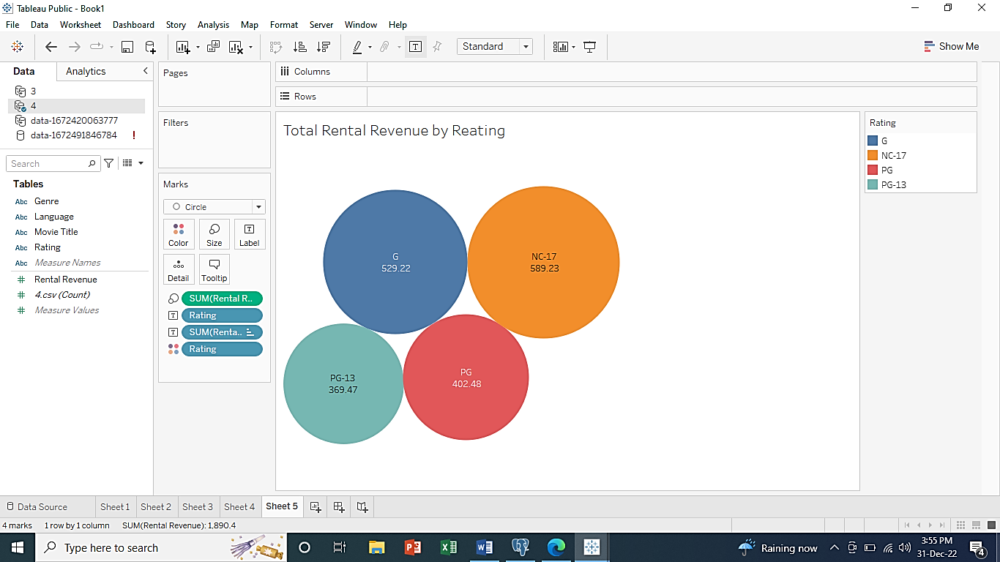 Tableau Public - Book1
File Data Worksheet Dashboard Story Analysis Map Format Server Window Help
Standard
Show Me
Data Analytics
3
4
data-1672420063777
data-1672491846784 !
Search
Tables
Abc Genre
Abc Language
Abc Movie Title
Abc Rating
Abc Measure Names
# Rental Revenue
# 4.csv (Count)
# Measure Values
Pages
Filters
Marks
Circle
Color Size Label
Detail Tooltip
SUM(Rental R..
Rating
SUM(Renta..
Rating
Columns
Rows
Total Rental Revenue by Reating
G
529.22
NC-17
589.23
PG-13
369.47
PG
402.48
Rating
G
NC-17
PG
PG-13
Data Source Sheet 1 Sheet 2 Sheet 3 Sheet 4 Sheet 5
4 marks 1 row by 1 column SUM(Rental Revenue): 1,890.4
Type here to search
Raining now
3:55 PM
31-Dec-22
4